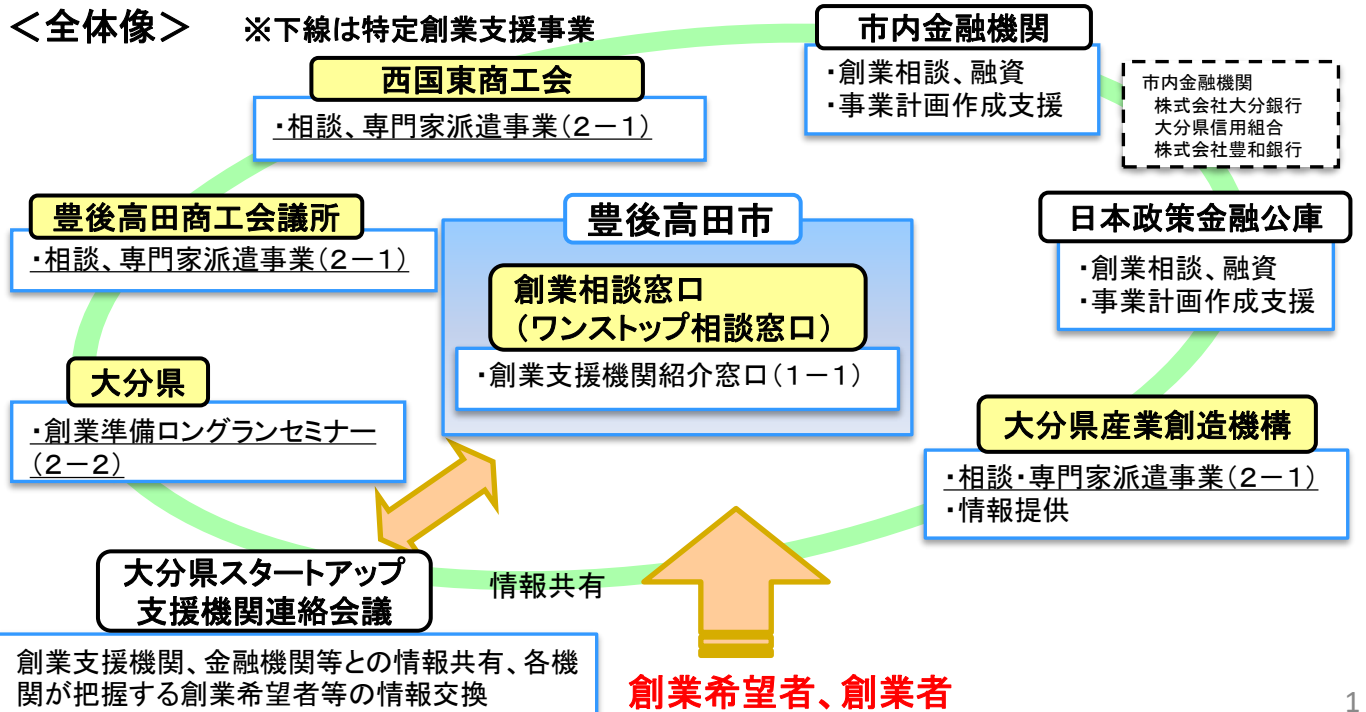 ＜全体像＞　※下線は特定創業支援事業
市内金融機関
・創業相談、融資
・事業計画作成支援
市内金融機関
株式会社大分銀行
大分県信用組合
株式会社豊和銀行
西国東商工会
・相談、専門家派遣事業（２－１）
豊後高田商工会議所
・相談、専門家派遣事業（２－１）
豊後高田市
創業相談窓口
（ワンストップ相談窓口）
・創業支援機関紹介窓口（１－１）
日本政策金融公庫
・創業相談、融資
・事業計画作成支援
大分県
・創業準備ロングランセミナー
（２－２）
大分県産業創造機構
・相談・専門家派遣事業（２－１）
・情報提供
大分県スタートアップ
支援機関連絡会議
情報共有
創業支援機関、金融機関等との情報共有、各機
関が把握する創業希望者等の情報交換
創業希望者、創業者
1